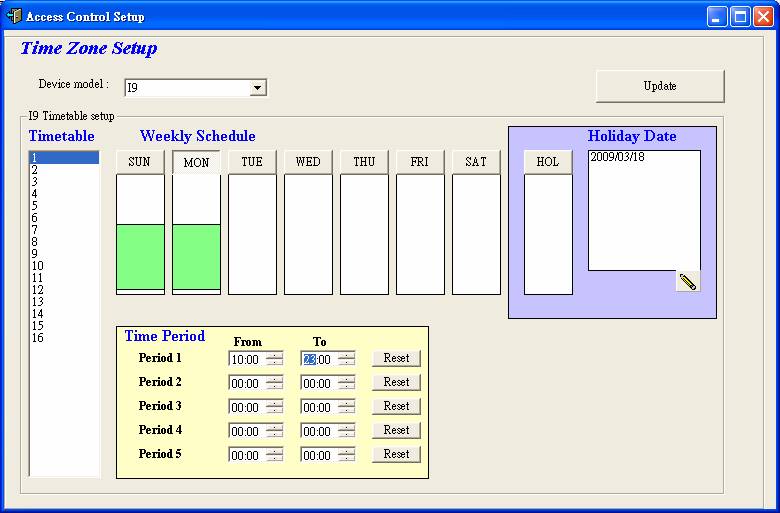 Access Control Setup
Time Zone Setup
Device model : I9
Update
I9 Timetable setup
Timetable
Weekly Schedule
Holiday Date
SUN MON TUE WED THU FRI SAT HOL
2009/03/18
1
2
3
4
5
6
7
8
9
10
11
12
13
14
15
16
Time Period
From To
Period 1 10:00 23:00 Reset
Period 2 00:00 00:00 Reset
Period 3 00:00 00:00 Reset
Period 4 00:00 00:00 Reset
Period 5 00:00 00:00 Reset